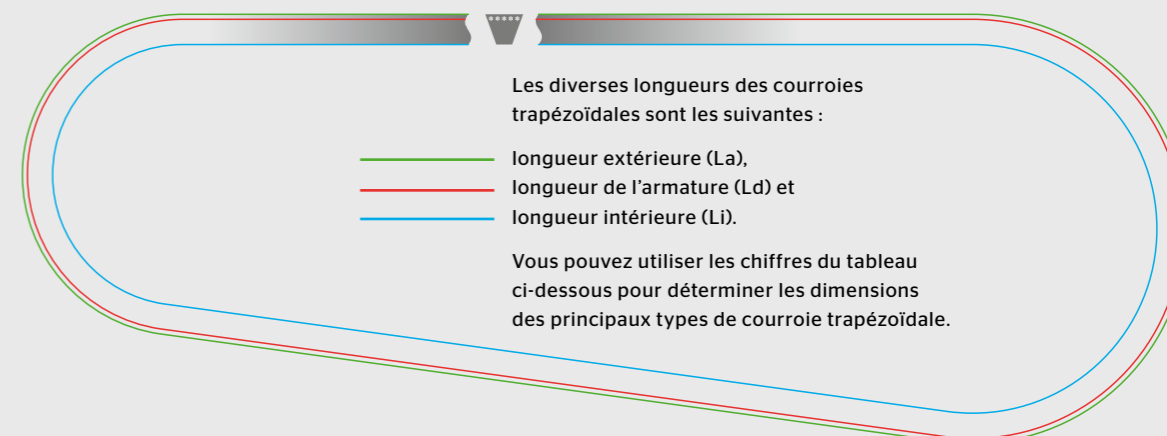 Les diverses longueurs des courroies
trapézoïdales sont les suivantes :
longueur extérieure (La),
longueur de l'armature (Ld) et
longueur intérieure (Li).
Vous pouvez utiliser les chiffres du tableau
ci-dessous pour déterminer les dimensions
des principaux types de courroie trapézoïdale.